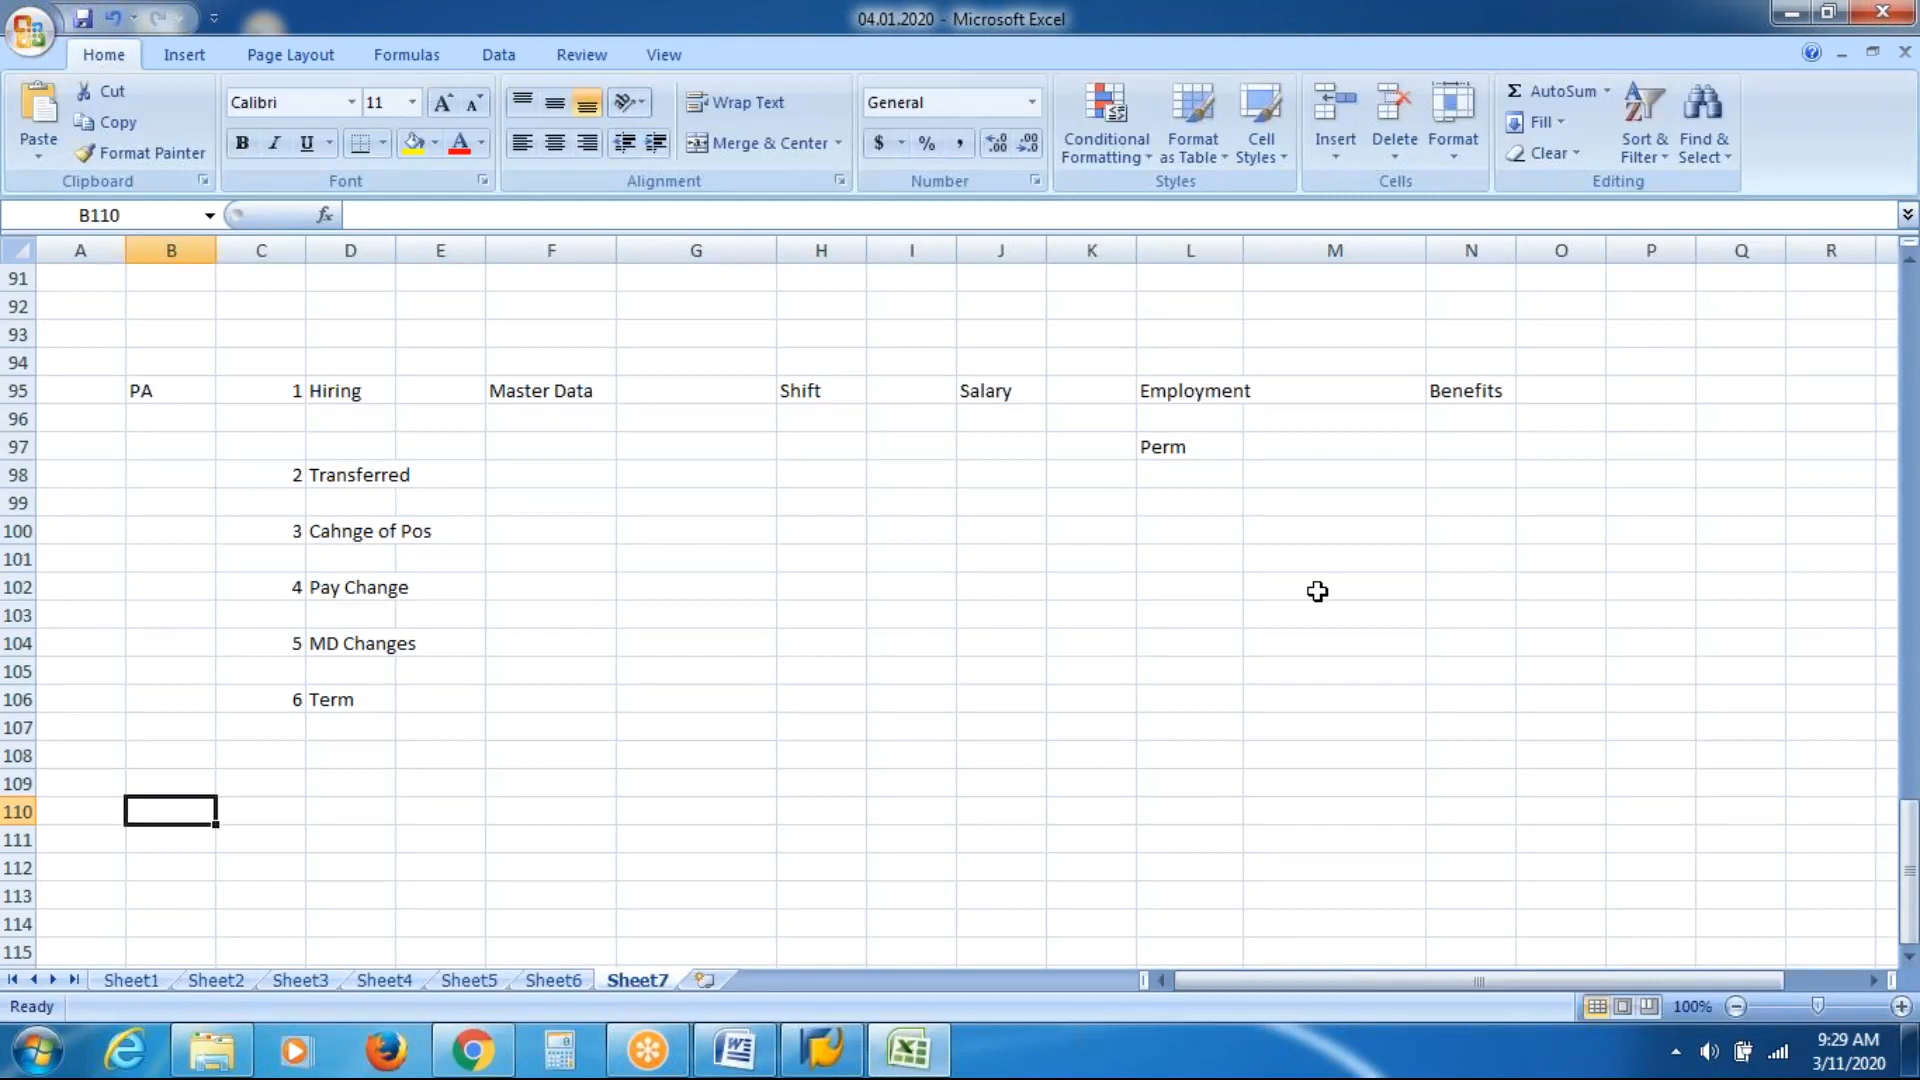 04.01.2020 - Microsoft Excel
Home Insert Page Layout Formulas Data Review View
Paste
Cut
Copy
Format Painter
Clipboard
Calibri 11
B I U
Font
Wrap Text
Merge & Center
Alignment
General
$ % , .00 .00
Number
Conditional Formatting
Format as Table
Cell Styles
Styles
Insert Delete Format
Cells
Σ AutoSum
Fill
Clear
Sort & Filter
Find & Select
Editing
B110 fx
A B C D E F G H I J K L M N O P Q R
91
92
93
94
95 PA 1 Hiring Master Data Shift Salary Employment Benefits
96
97 Perm
98 2 Transferred
99
100 3 Cahnge of Pos
101
102 4 Pay Change
103
104 5 MD Changes
105
106 6 Term
107
108
109
110
111
112
113
114
115
Sheet1 Sheet2 Sheet3 Sheet4 Sheet5 Sheet6 Sheet7
Ready 100%
9:29 AM
3/11/2020